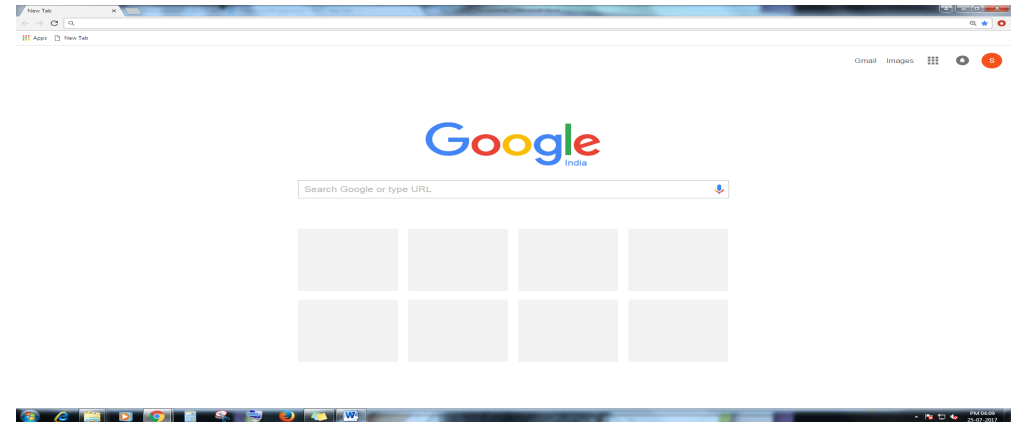 New Tab
Apps New Tab
Gmail Images S
Google
India
Search Google or type URL
W
PM 04:09
25-07-2017